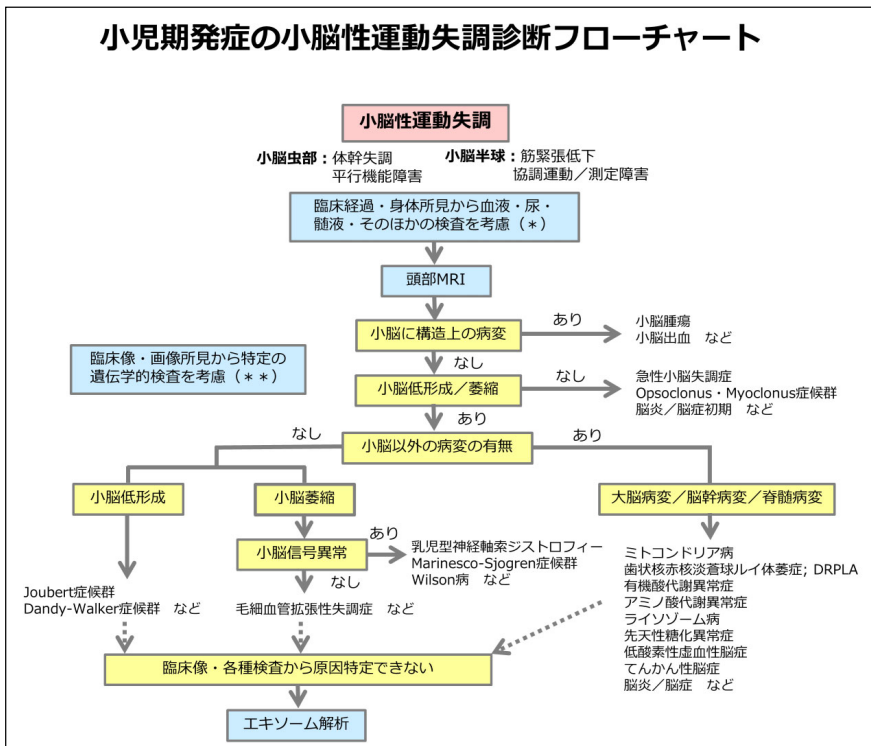 小児期発症の小脳性運動失調診断フローチャート
小脳性運動失調
小脳虫部：体幹失調
平行機能障害
小脳半球：筋緊張低下
協調運動／測定障害
臨床経過・身体所見から血液・尿・
髄液・そのほかの検査を考慮（＊）
頭部MRI
小脳に構造上の病変
あり
小脳腫瘍
小脳出血　など
臨床像・画像所見から特定の
遺伝学的検査を考慮（＊＊）
なし
小脳低形成／萎縮
なし
急性小脳失調症
Opsoclonus・Myoclonus症候群
脳炎／脳症初期　など
あり
なし
小脳以外の病変の有無
あり
小脳低形成
小脳萎縮
大脳病変／脳幹病変／脊髄病変
小脳信号異常
あり
乳児型神経軸索ジストロフィー
Marinesco-Sjogren症候群
Wilson病　など
なし
Joubert症候群
Dandy-Walker症候群　など
毛細血管拡張性失調症　など
ミトコンドリア病
歯状核赤核淡蒼球ルイ体萎症; DRPLA
有機酸代謝異常症
アミノ酸代謝異常症
ライソゾーム病
先天性糖化異常症
低酸素性虚血性脳症
てんかん性脳症
脳炎／脳症　など
臨床像・各種検査から原因特定できない
エキソーム解析